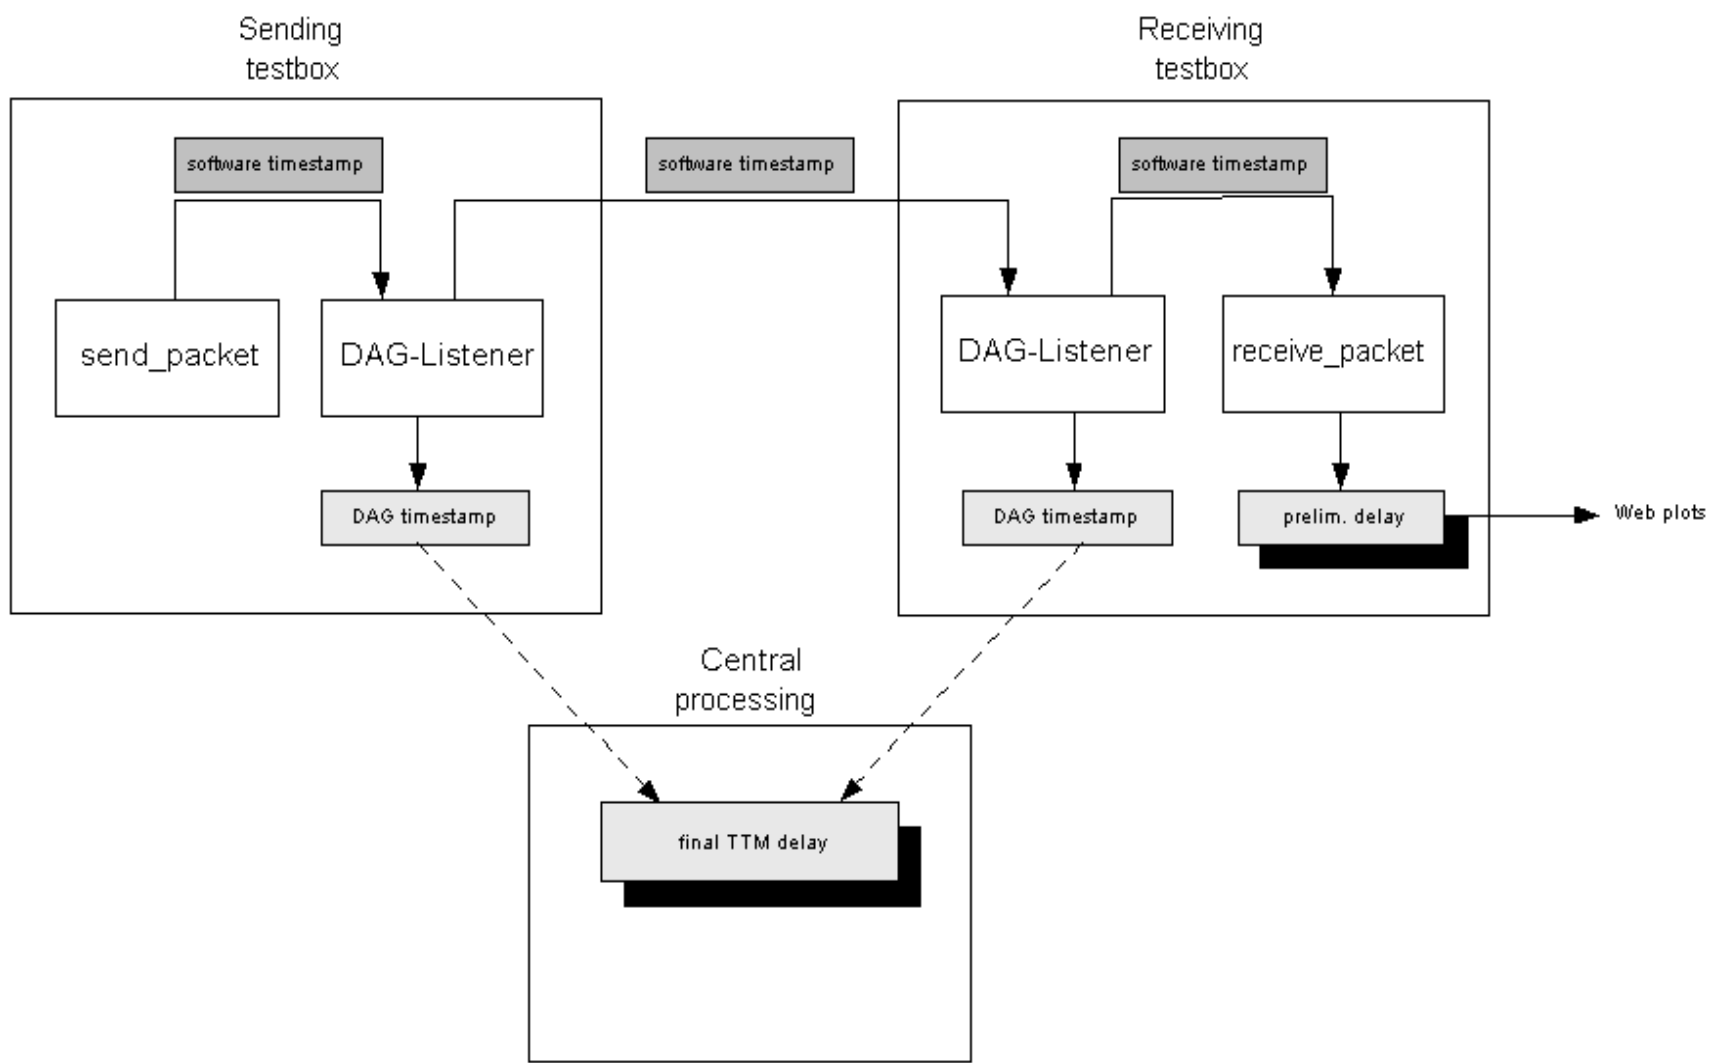 Sending
testbox
Receiving
testbox
software timestamp
software timestamp
software timestamp
send_packet
DAG-Listener
DAG-Listener
receive_packet
DAG timestamp
DAG timestamp
prelim. delay
Web plots
Central
processing
final TTM delay